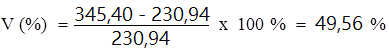 V (%) = 345,40 - 230,94 / 230,94 x 100 % = 49,56 %